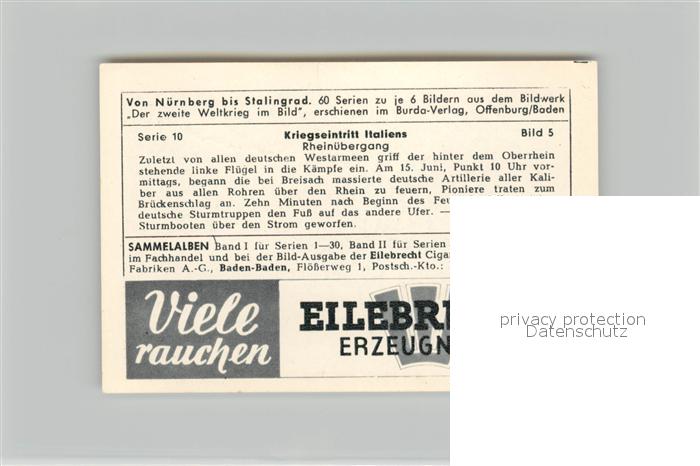 Von Nürnberg bis Stalingrad. 60 Serien zu je 6 Bildern aus dem Bildwerk
„Der zweite Weltkrieg im Bild", erschienen im Burda-Verlag, Offenburg/Baden
Serie 10 Kriegseintritt Italiens Bild 5
Rheinübergang
Zuletzt von allen deutschen Westarmeen griff der hinter dem Oberrhein
stehende linke Flügel in die Kämpfe ein. Am 15. Juni, Punkt 10 Uhr vor-
mittags, begann die bei Breisach massierte deutsche Artillerie aller Kali-
ber aus allen Rohren über den Rhein zu feuern, Pioniere traten zum
Brückenschlag an. Zehn Minuten nach Beginn des
deutsche Sturmtruppen den Fuß auf das andere Ufer. —
Sturmbooten über den Strom geworfen.
SAMMELALBEN Band I für Serien 1—30, Band II für Serien
im Fachhandel und bei der Bild-Ausgabe der Eilebrecht
Fabriken A.-G., Baden-Baden, Flößerweg 1, Postsch.-Kto.:
Viele
rauchen
privacy protection
Datenschutz